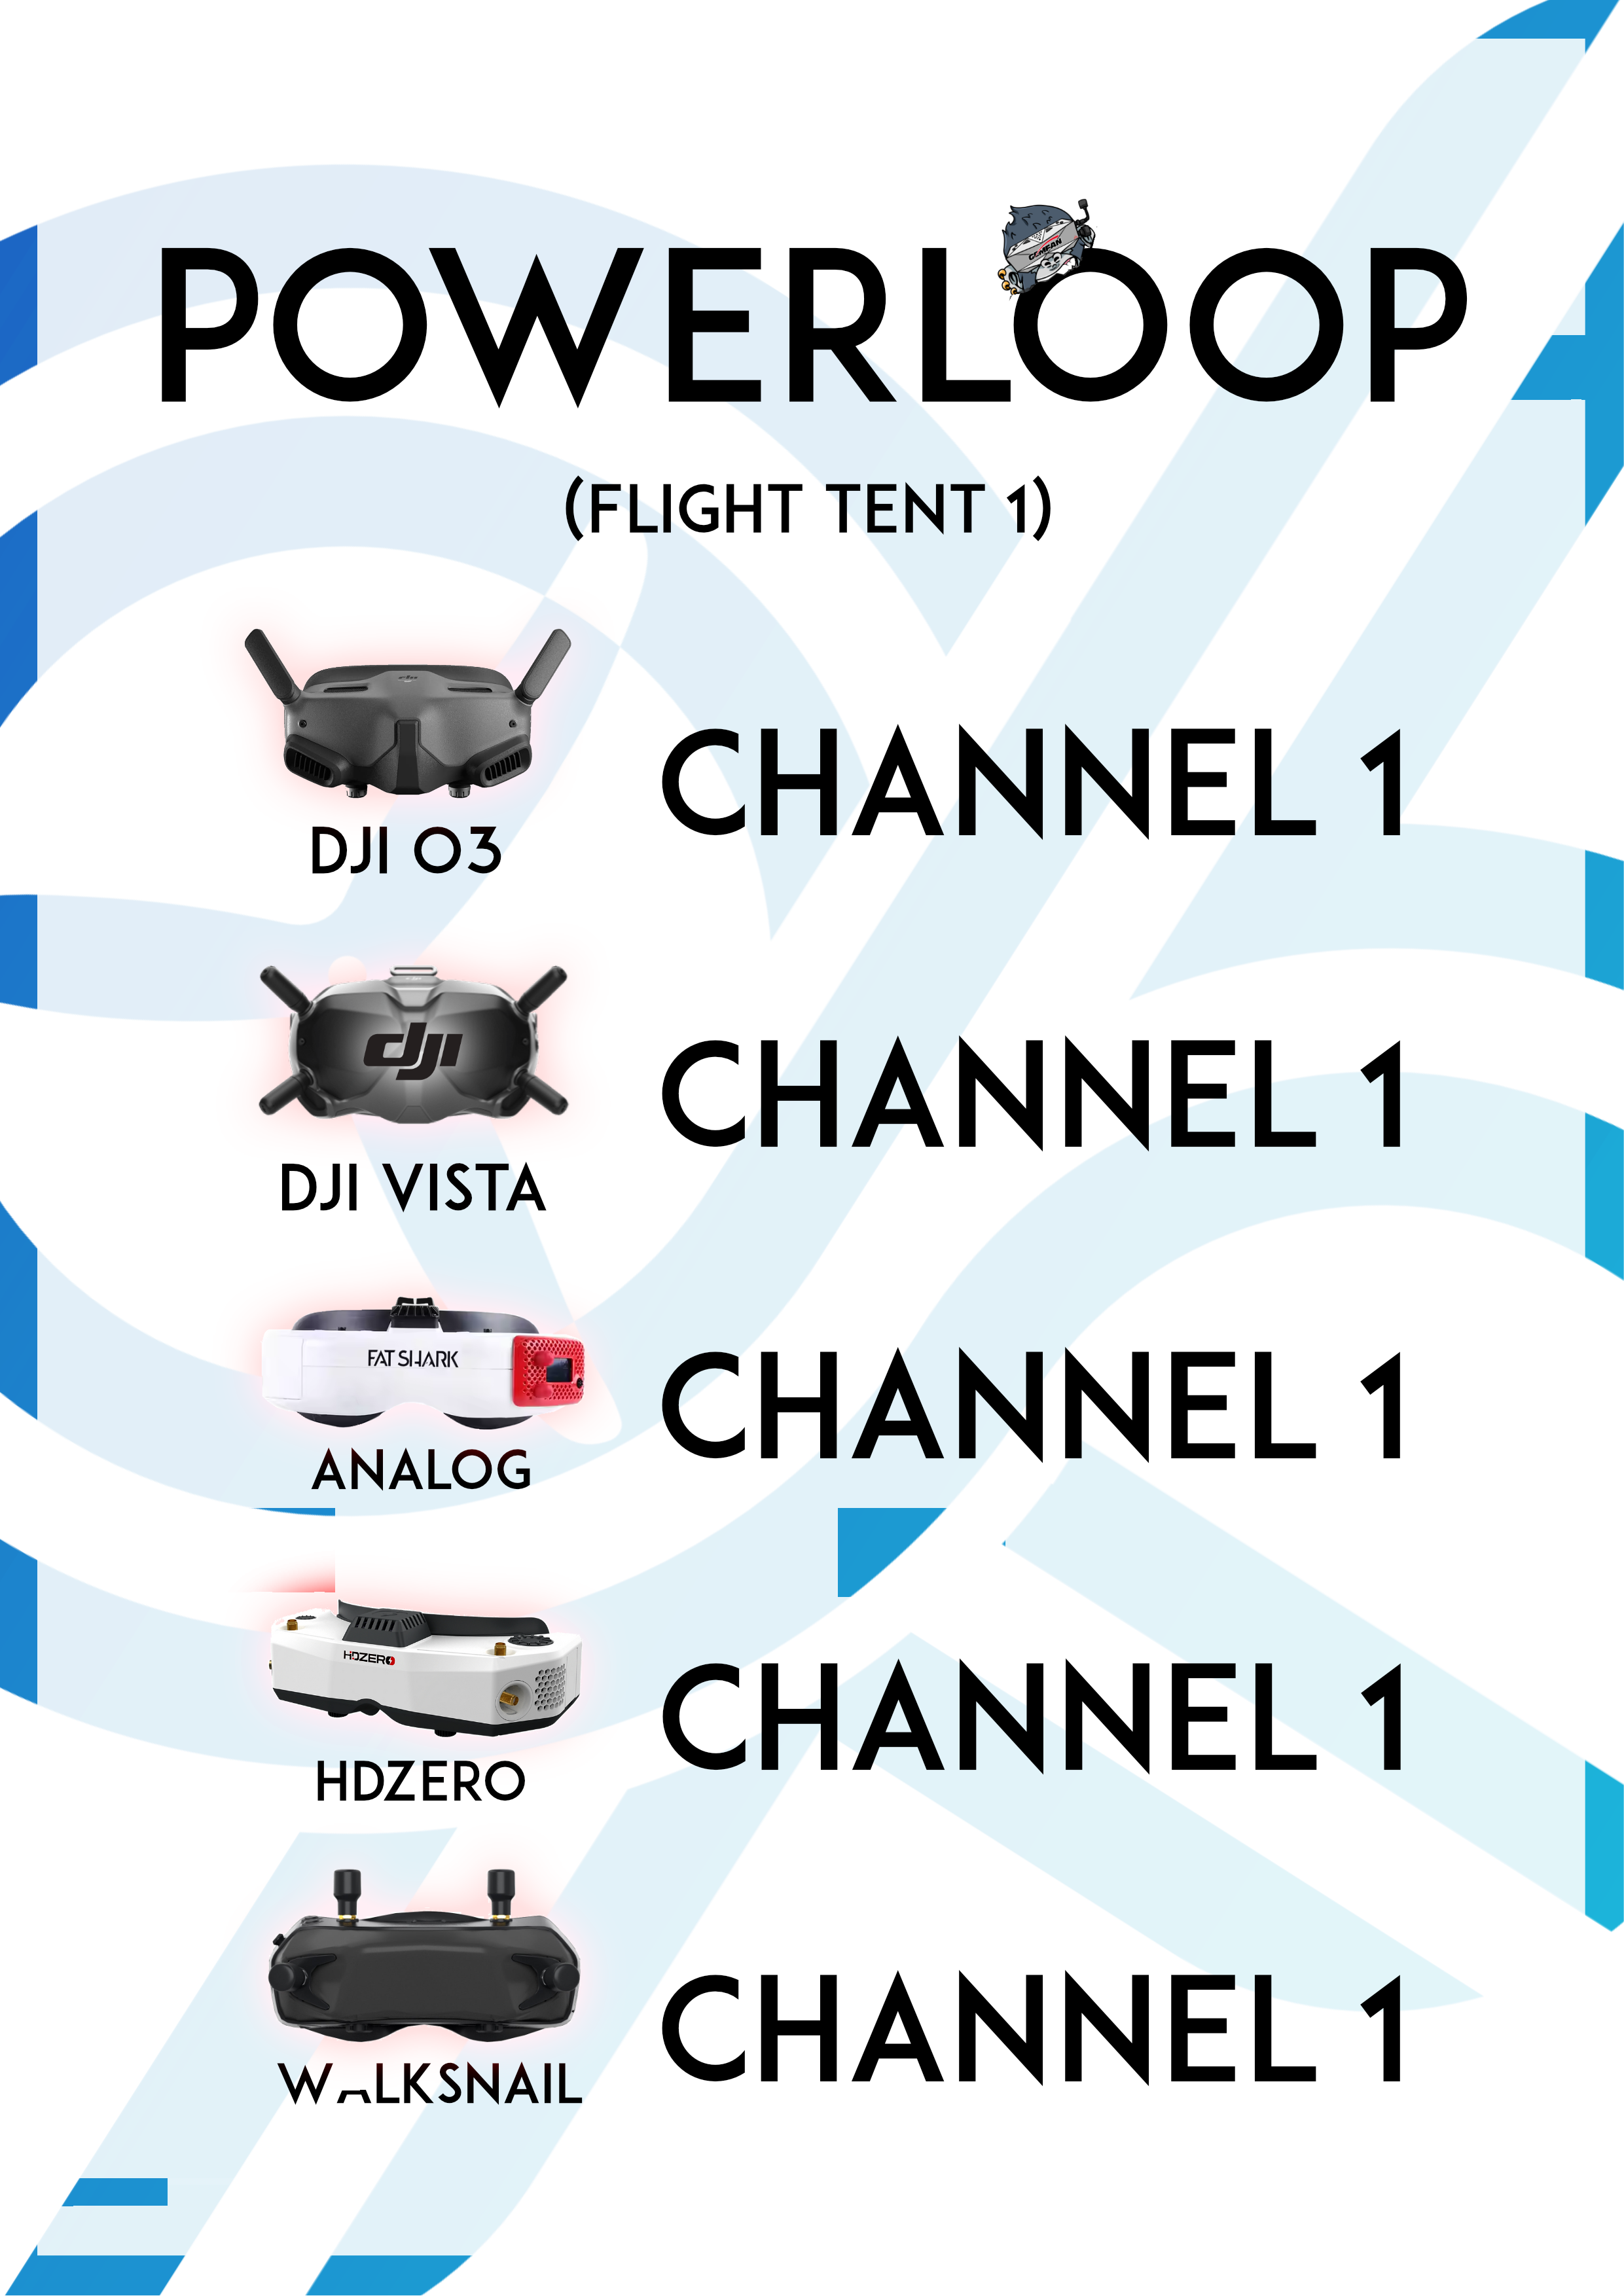 GEMFAN
POWERLOOP
(FLIGHT TENT 1)
DJI O3
CHANNEL 1
dji
DJI VISTA
CHANNEL 1
FAT SHARK
ANALOG
CHANNEL 1
HDZERO
HDZERO
CHANNEL 1
WALKSNAIL
CHANNEL 1